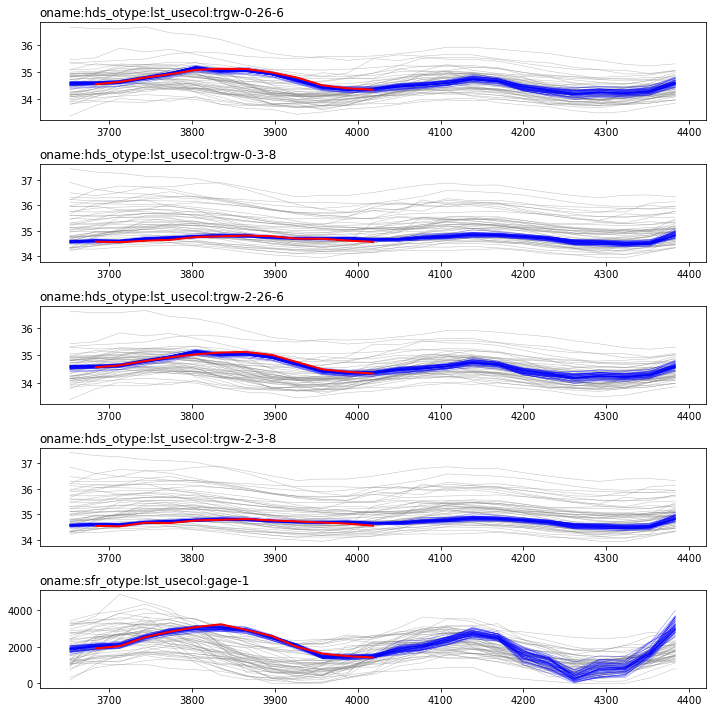 oname:hds_otype:lst_usecol:trgw-0-26-6
36
35
34
3700 3800 3900 4000 4100 4200 4300 4400
oname:hds_otype:lst_usecol:trgw-0-3-8
37
36
35
34
3700 3800 3900 4000 4100 4200 4300 4400
oname:hds_otype:lst_usecol:trgw-2-26-6
36
35
34
3700 3800 3900 4000 4100 4200 4300 4400
oname:hds_otype:lst_usecol:trgw-2-3-8
37
36
35
34
3700 3800 3900 4000 4100 4200 4300 4400
oname:sfr_otype:lst_usecol:gage-1
4000
2000
0
3700 3800 3900 4000 4100 4200 4300 4400